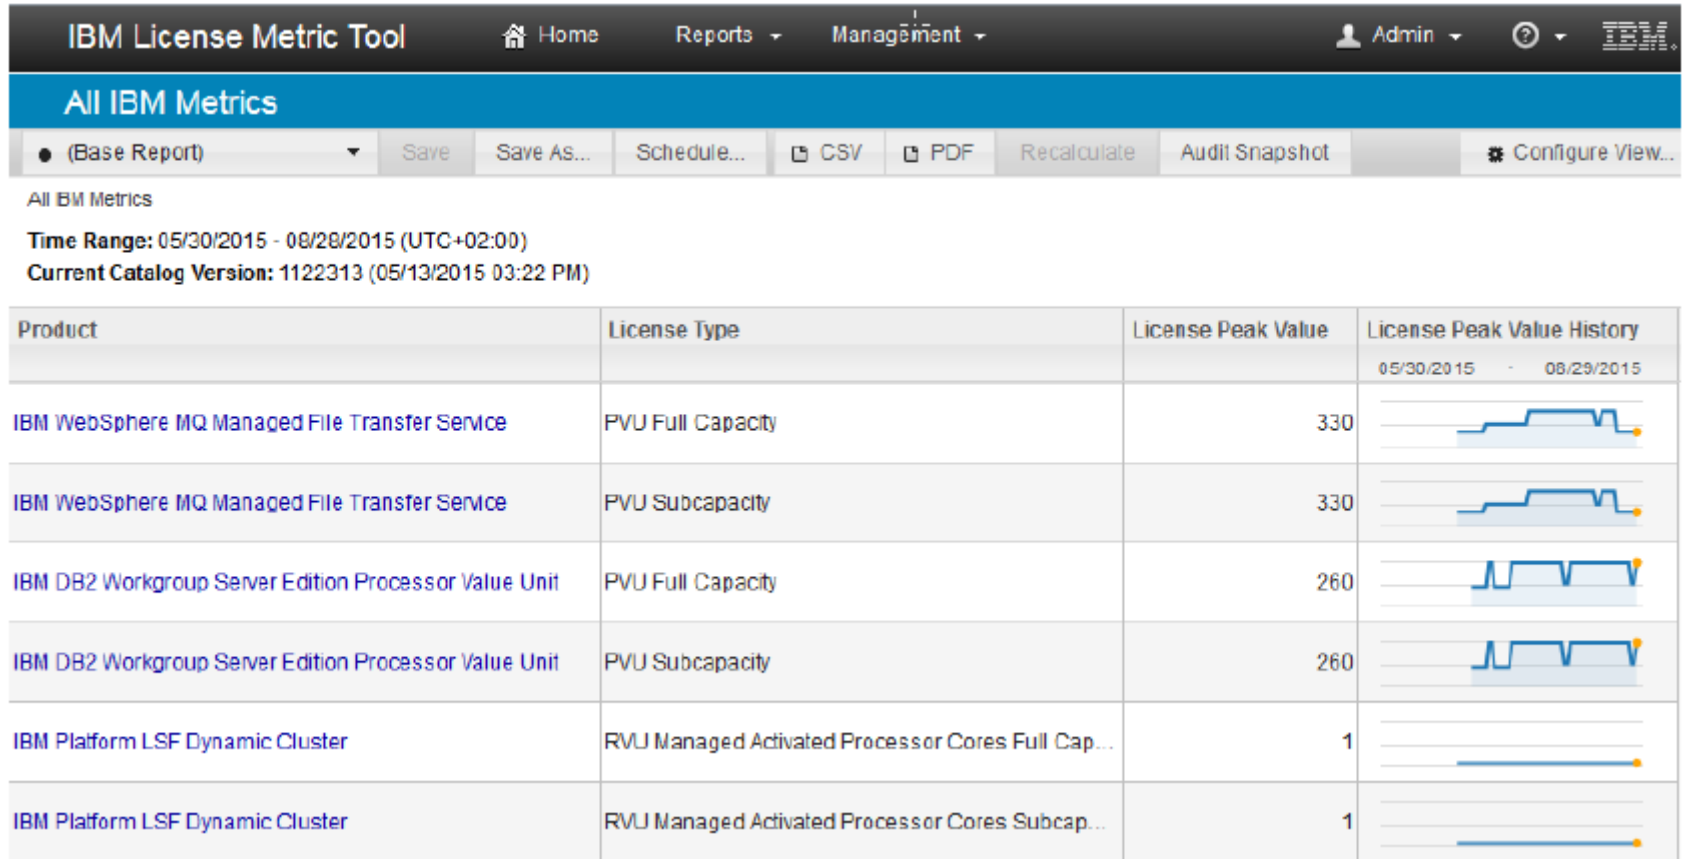 IBM License Metric Tool Home Reports Management Admin IBM.
All IBM Metrics
(Base Report) Save Save As... Schedule... CSV PDF Recalculate Audit Snapshot Configure View...
All IBM Metrics
Time Range: 05/30/2015 - 08/28/2015 (UTC+02:00)
Current Catalog Version: 1122313 (05/13/2015 03:22 PM)
Product License Type License Peak Value License Peak Value History
05/30/2015 - 08/29/2015
IBM WebSphere MQ Managed File Transfer Service PVU Full Capacity 330
IBM WebSphere MQ Managed File Transfer Service PVU Subcapacity 330
IBM DB2 Workgroup Server Edition Processor Value Unit PVU Full Capacity 260
IBM DB2 Workgroup Server Edition Processor Value Unit PVU Subcapacity 260
IBM Platform LSF Dynamic Cluster RVU Managed Activated Processor Cores Full Cap... 1
IBM Platform LSF Dynamic Cluster RVU Managed Activated Processor Cores Subcap... 1